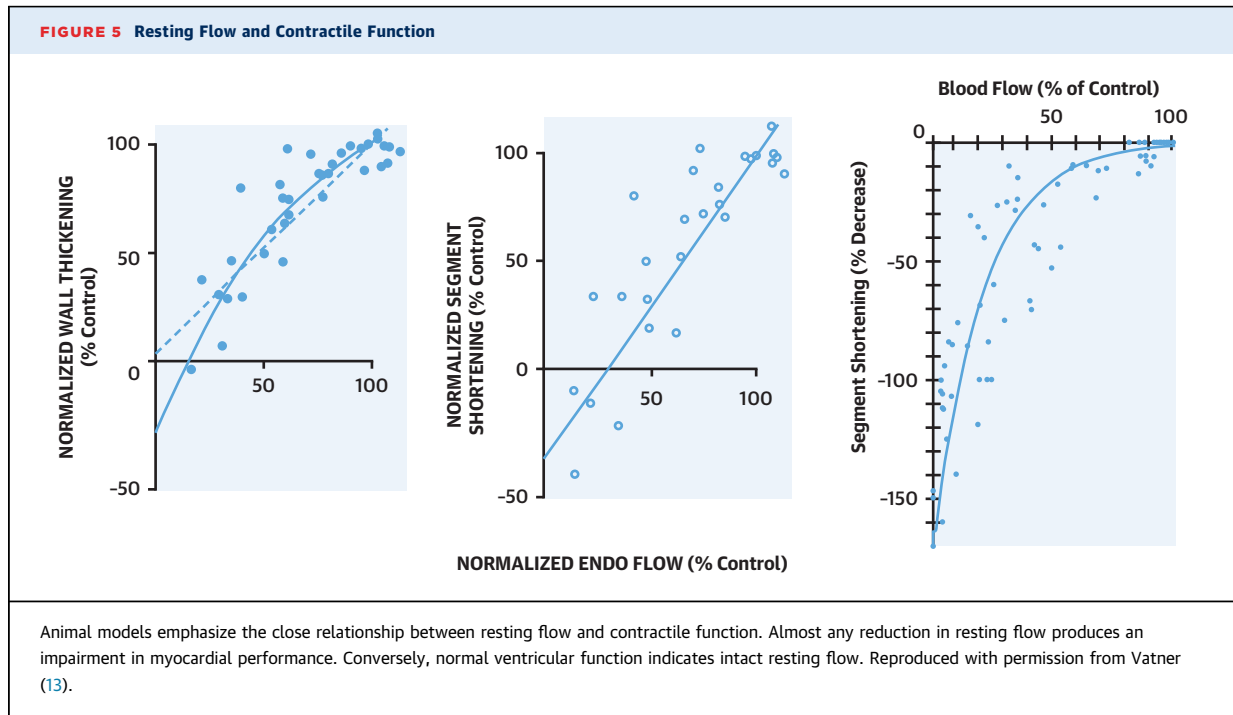 FIGURE 5 Resting Flow and Contractile Function
NORMALIZED WALL THICKENING
(% Control)
100
50
0
-50
50
100
NORMALIZED SEGMENT
SHORTENING (% Control)
100
50
0
-50
50
100
NORMALIZED ENDO FLOW (% Control)
Blood Flow (% of Control)
0
50
100
Segment Shortening (% Decrease)
-50
-100
-150
Animal models emphasize the close relationship between resting flow and contractile function. Almost any reduction in resting flow produces an
impairment in myocardial performance. Conversely, normal ventricular function indicates intact resting flow. Reproduced with permission from Vatner
(13).